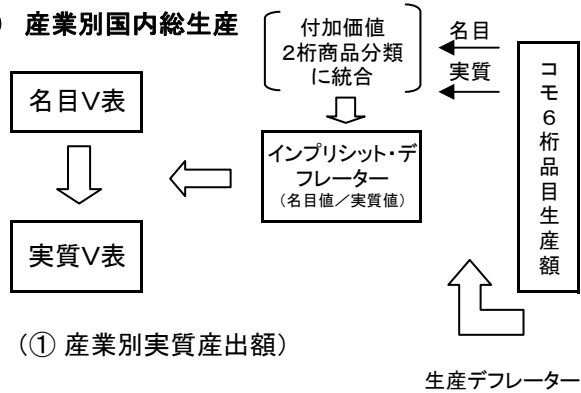 産業別国内総生産
付加価値
2桁商品分類
に統合
名目
実質
コモ6桁品目生産額
名目V表
インプリシット・デ
フレーター
(名目値／実質値)
実質V表
(① 産業別実質産出額)
生産デフレーター